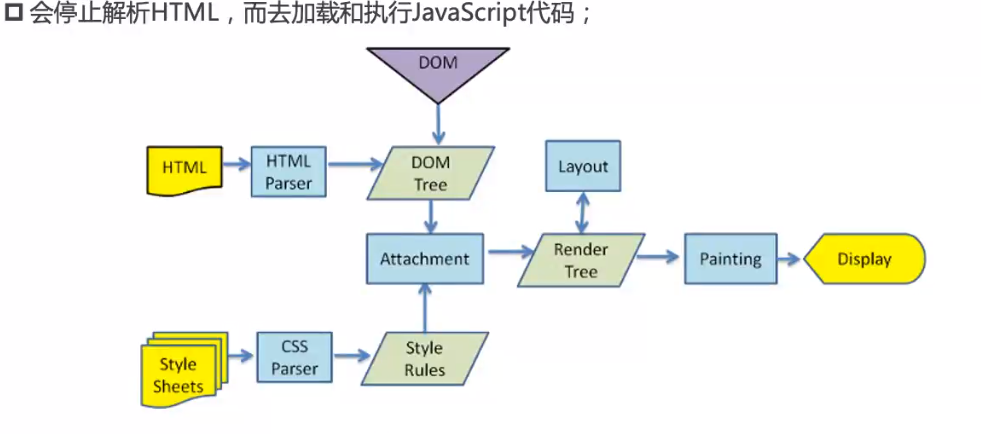 会停止解析HTML，而去加载和执行JavaScript代码；
DOM
HTML
HTML
Parser
DOM
Tree
Layout
Attachment
Render
Tree
Painting
Display
Style
Sheets
CSS
Parser
Style
Rules